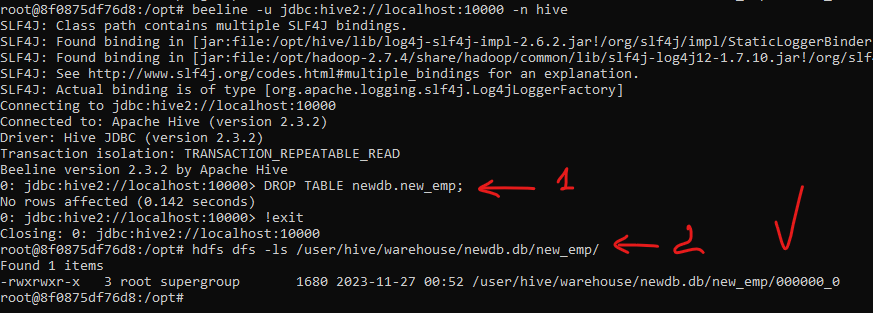 root@8f0875df76d8:/opt# beeline -u jdbc:hive2://localhost:10000 -n hive
SLF4J: Class path contains multiple SLF4J bindings.
SLF4J: Found binding in [jar:file:/opt/hive/lib/log4j-slf4j-impl-2.6.2.jar!/org/slf4j/impl/StaticLoggerBinder
SLF4J: Found binding in [jar:file:/opt/hadoop-2.7.4/share/hadoop/common/lib/slf4j-log4j12-1.7.10.jar!/org/slf
SLF4J: See http://www.slf4j.org/codes.html#multiple_bindings for an explanation.
SLF4J: Actual binding is of type [org.apache.logging.slf4j.Log4jLoggerFactory]
Connecting to jdbc:hive2://localhost:10000
Connected to: Apache Hive (version 2.3.2)
Driver: Hive JDBC (version 2.3.2)
Transaction isolation: TRANSACTION_REPEATABLE_READ
Beeline version 2.3.2 by Apache Hive
0: jdbc:hive2://localhost:10000> DROP TABLE newdb.new_emp; 1
No rows affected (0.142 seconds)
0: jdbc:hive2://localhost:10000> !exit
Closing: 0: jdbc:hive2://localhost:10000
root@8f0875df76d8:/opt# hdfs dfs -ls /user/hive/warehouse/newdb.db/new_emp/ 2
Found 1 items
-rwxrwxr-x   3 root supergroup       1680 2023-11-27 00:52 /user/hive/warehouse/newdb.db/new_emp/000000_0
root@8f0875df76d8:/opt#